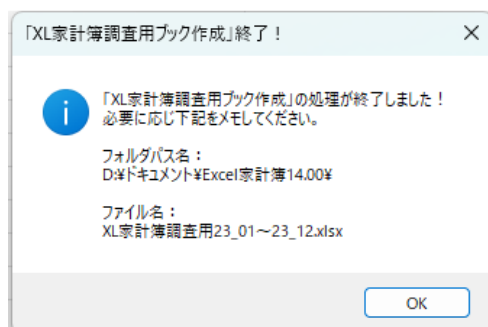 「XL家計簿調査用ブック作成」終了！
「XL家計簿調査用ブック作成」の処理が終了しました！
必要に応じ下記をメモしてください。
フォルダパス名：
D:¥ドキュメント¥Excel家計簿14.00¥
ファイル名：
XL家計簿調査用23_01～23_12.xlsx
OK